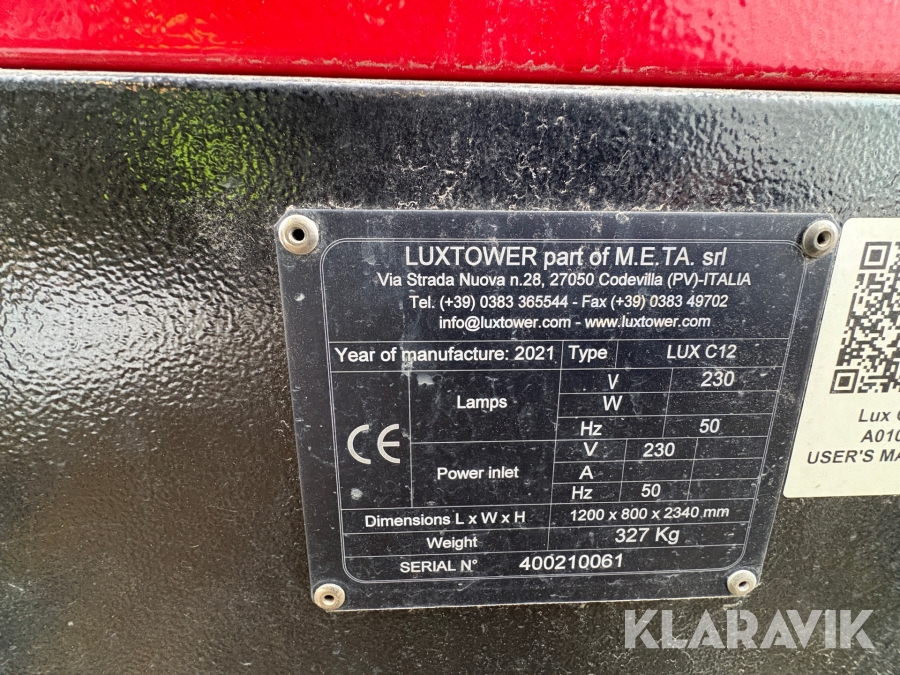 LUXTOWER part of M.E.TA. srl
Via Strada Nuova n.28, 27050 Codevilla (PV)-ITALIA
Tel. (+39) 0383 365544 - Fax (+39) 0383 49702
info@luxtower.com - www.luxtower.com
Year of manufacture: 2021 Type LUX C12
CE
Lamps
V 230
W
Hz 50
Power inlet
V 230
A
Hz 50
Dimensions L x W x H 1200 x 800 x 2340 mm
Weight 327 Kg
SERIAL N° 400210061
Lux
A010
USER'S MA
KLARAVIK